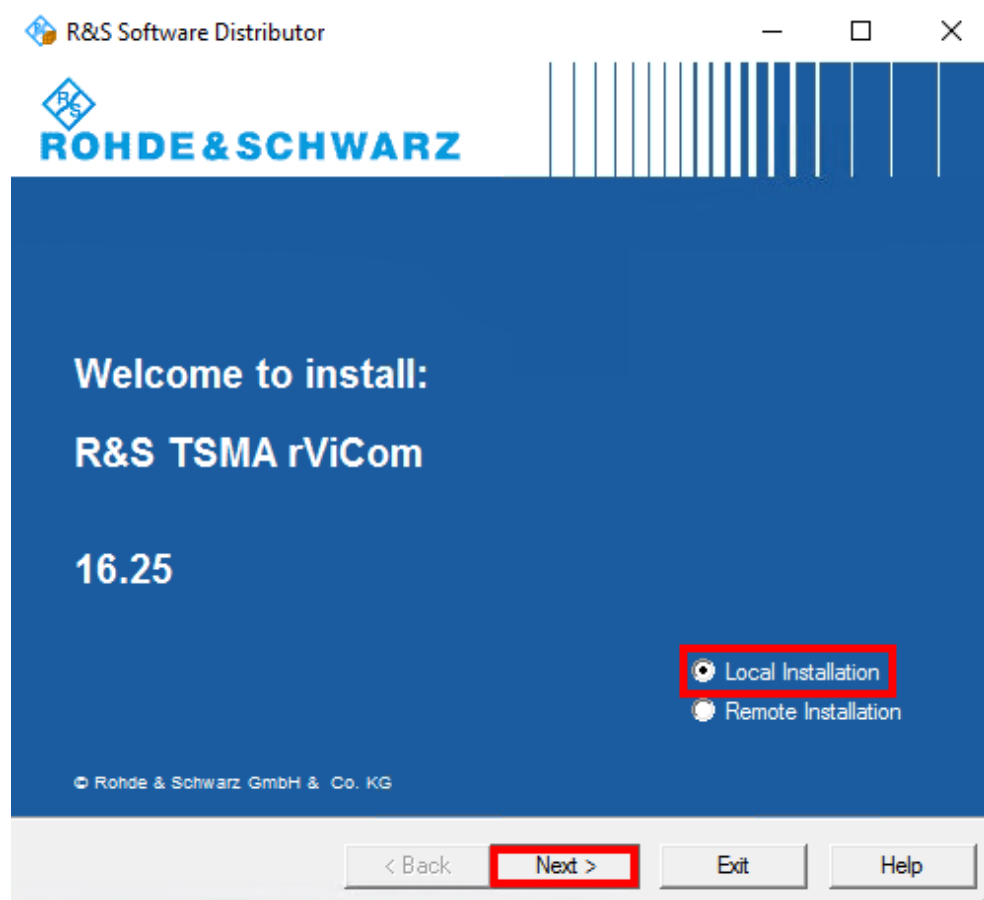 R&S Software Distributor
R&S
ROHDE&SCHWARZ
Welcome to install:
R&S TSMA rViCom
16.25
Local Installation
Remote Installation
© Rohde & Schwarz GmbH & Co. KG
< Back
Next >
Exit
Help